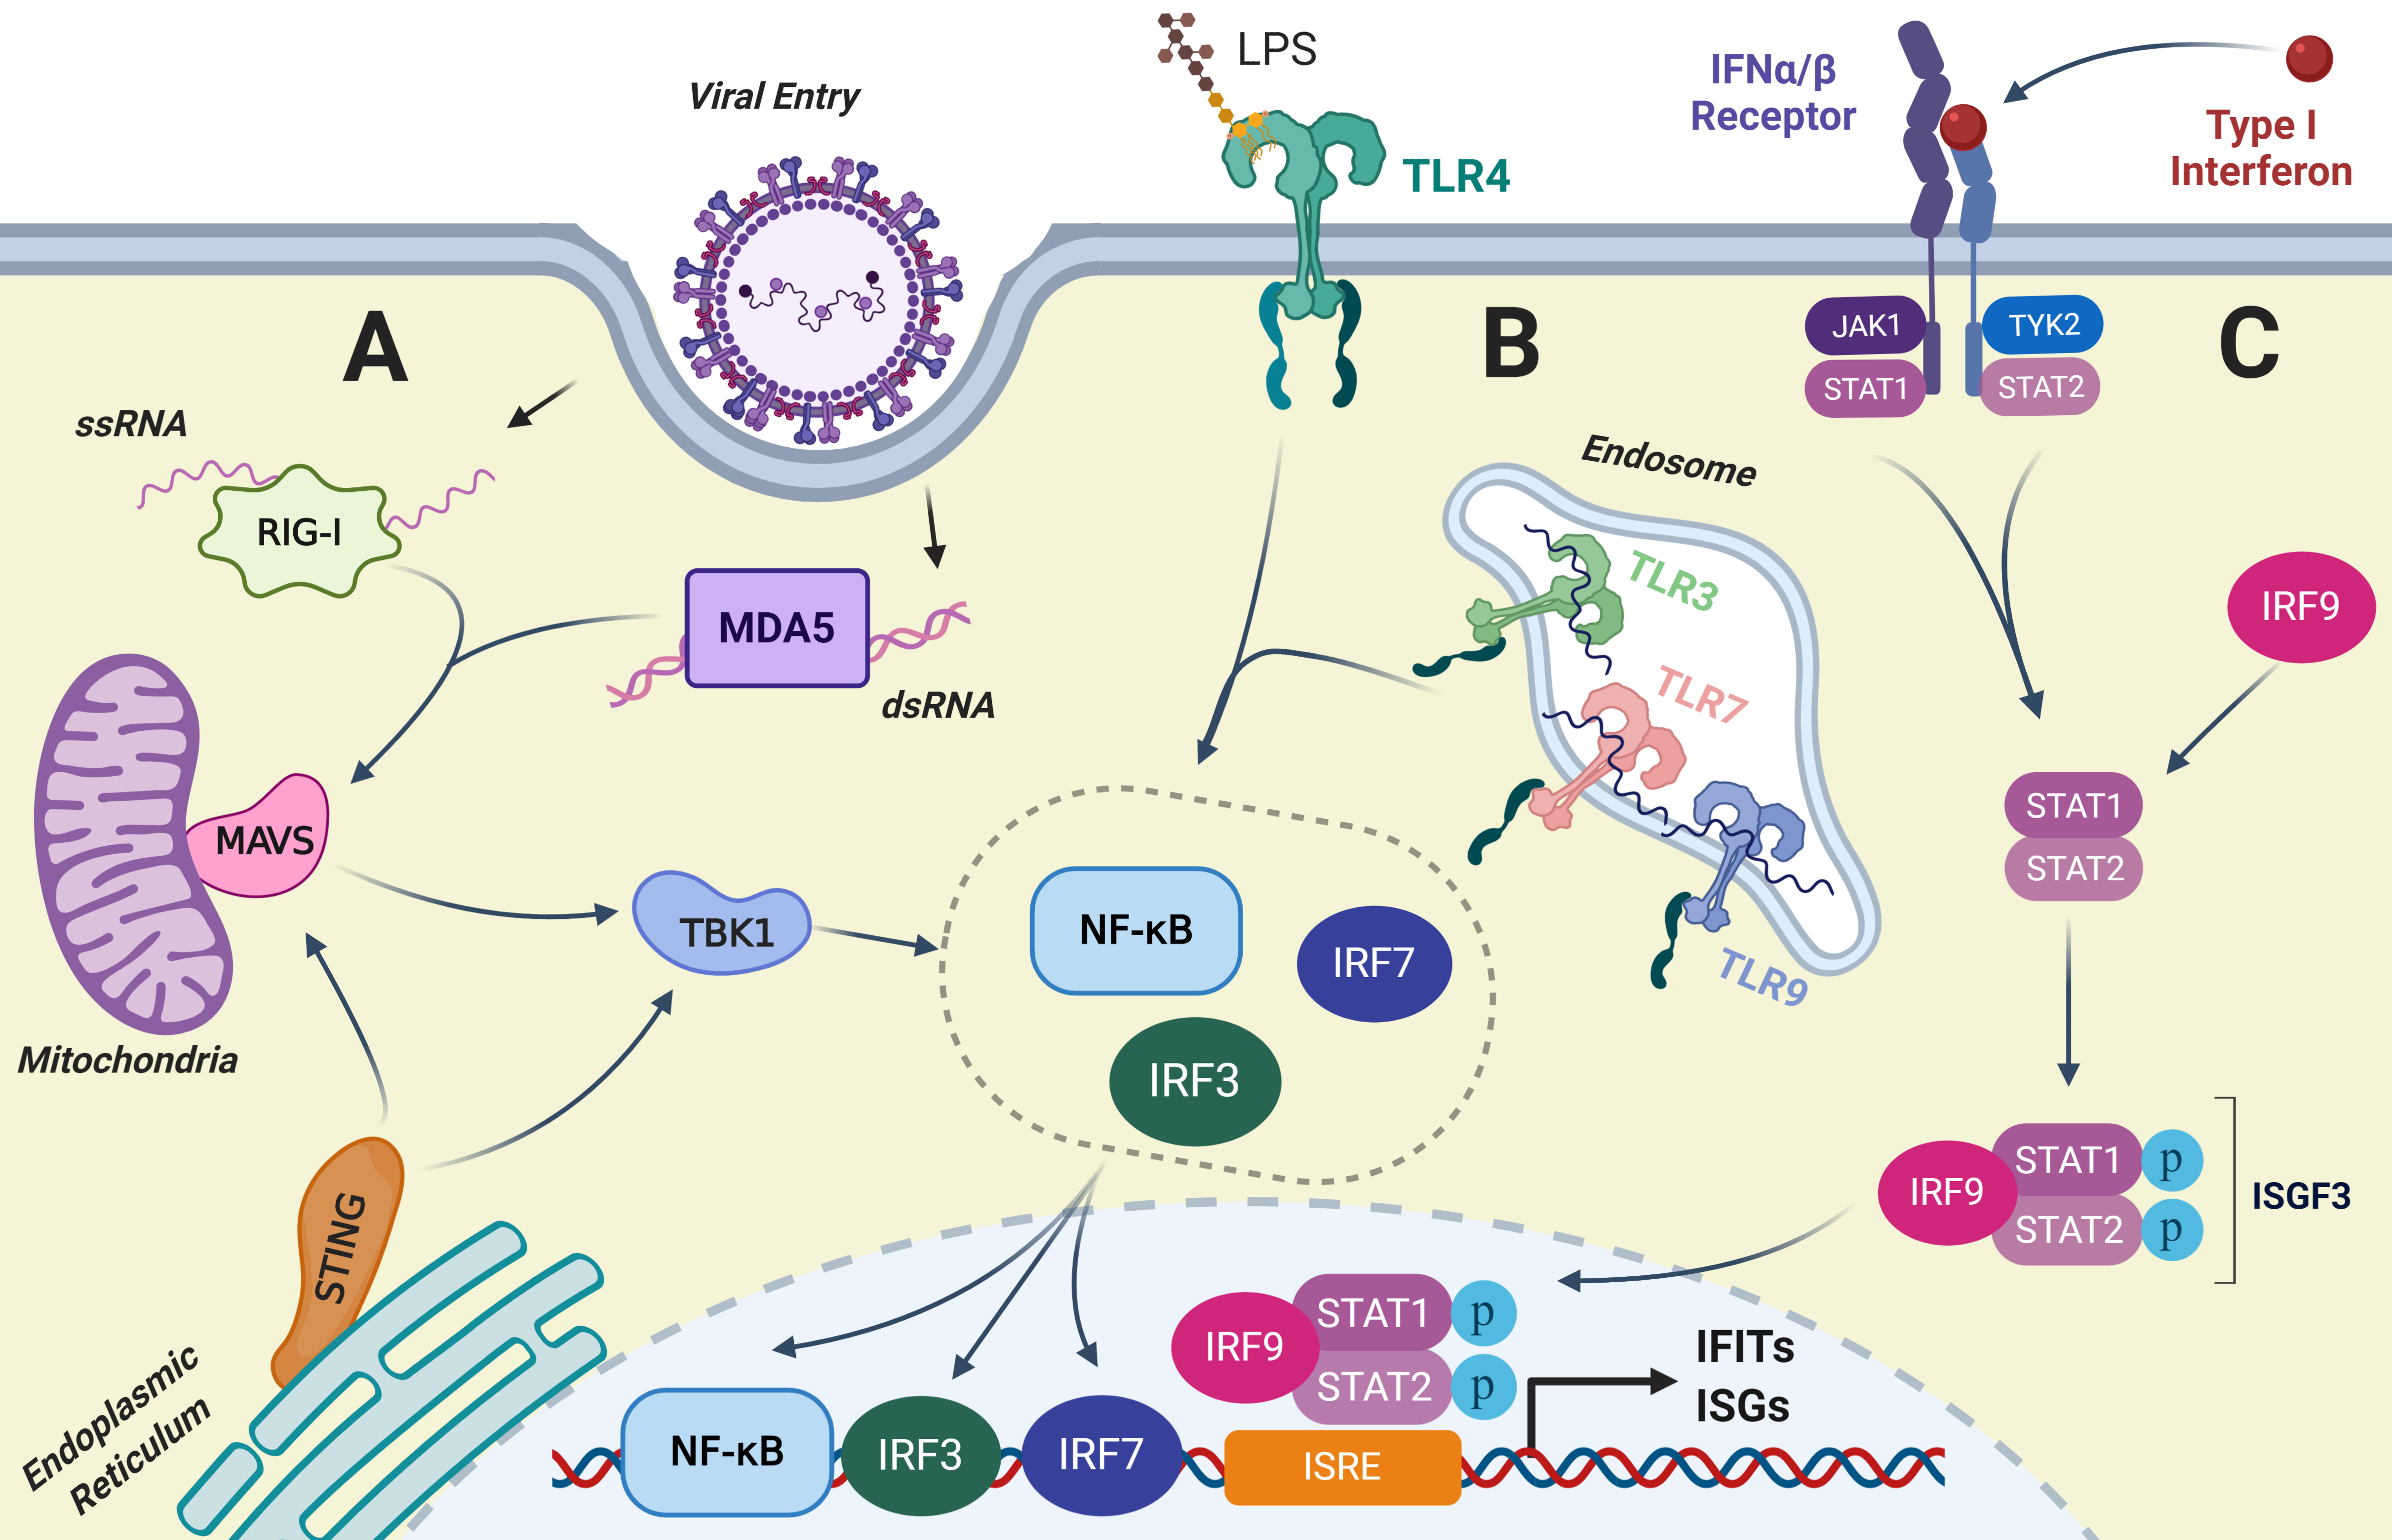 LPS
Viral Entry
IFNα/β
Receptor
Type I
Interferon
TLR4
A
B
C
JAK1
TYK2
STAT1
STAT2
ssRNA
RIG-I
Endosome
TLR3
MDA5
dsRNA
TLR7
IRF9
MAVS
STAT1
STAT2
TBK1
NF-κB
IRF7
TLR9
Mitochondria
IRF3
STING
IRF9
STAT1
p
STAT2
p
ISGF3
Endoplasmic
Reticulum
IRF9
STAT1
p
STAT2
p
IFITs
ISGs
NF-κB
IRF3
IRF7
ISRE